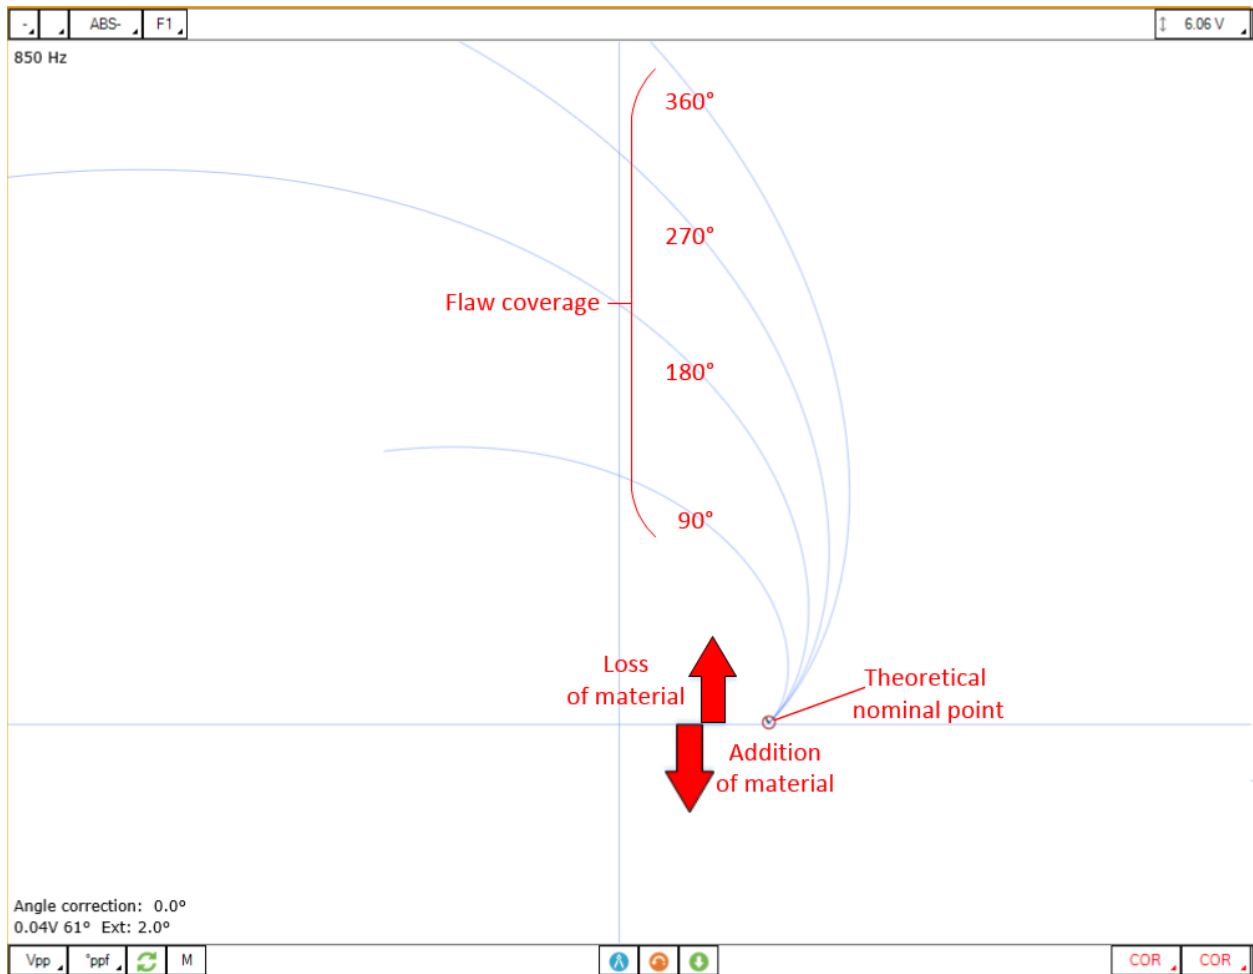 -
ABS-
F1
6.06 V
850 Hz
360°
270°
Flaw coverage
180°
90°
Loss
of material
Theoretical
nominal point
Addition
of material
Angle correction: 0.0°
0.04V 61° Ext: 2.0°
Vpp
°ppf
M
COR
COR